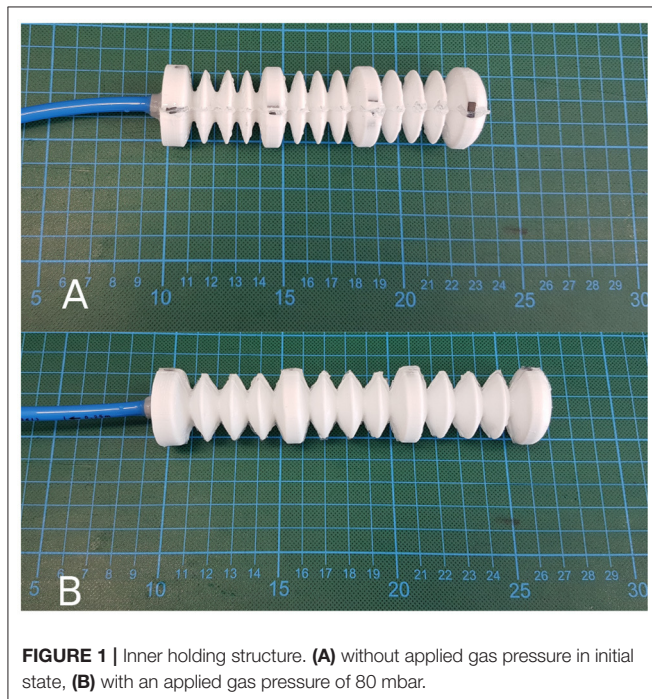 5 6 7 8 9 10 11 12 13 14 15 16 17 18 19 20 21 22 23 24 25 26 27 28 29 30
A
5 6 7 8 9 10 11 12 13 14 15 16 17 18 19 20 21 22 23 24 25 26 27 28 29 30
B
FIGURE 1 | Inner holding structure. (A) without applied gas pressure in initial
state, (B) with an applied gas pressure of 80 mbar.